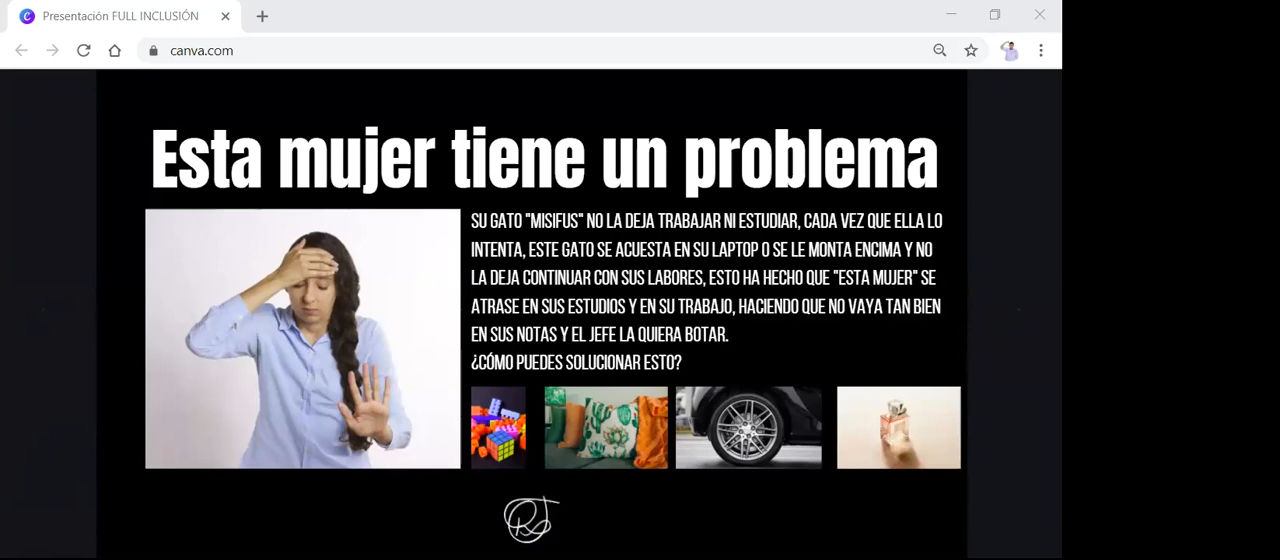 Presentación FULL INCLUSIÓN
canva.com
Esta mujer tiene un problema
SU GATO "MISIFUS" NO LA DEJA TRABAJAR NI ESTUDIAR, CADA VEZ QUE ELLA LO
INTENTA, ESTE GATO SE ACUESTA EN SU LAPTOP O SE LE MONTA ENCIMA Y NO
LA DEJA CONTINUAR CON SUS LABORES, ESTO HA HECHO QUE "ESTA MUJER" SE
ATRASE EN SUS ESTUDIOS Y EN SU TRABAJO, HACIENDO QUE NO VAYA TAN BIEN
EN SUS NOTAS Y EL JEFE LA QUIERA BOTAR.
¿CÓMO PUEDES SOLUCIONAR ESTO?